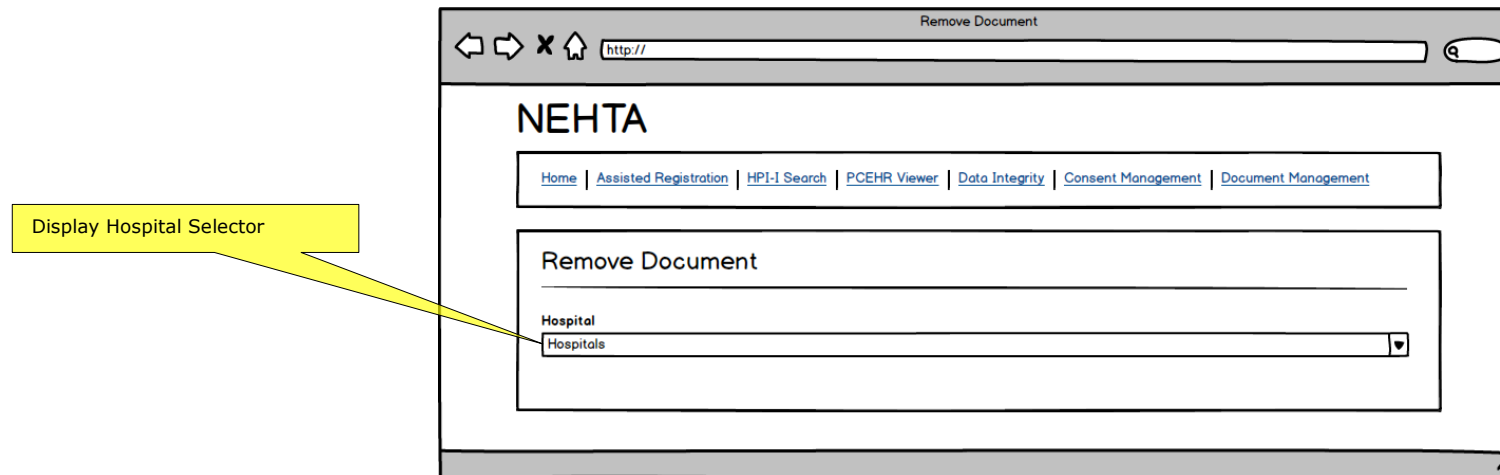 Remove Document
http://
NEHTA
Home | Assisted Registration | HPI-I Search | PCEHR Viewer | Data Integrity | Consent Management | Document Management
Display Hospital Selector
Remove Document
Hospital
Hospitals